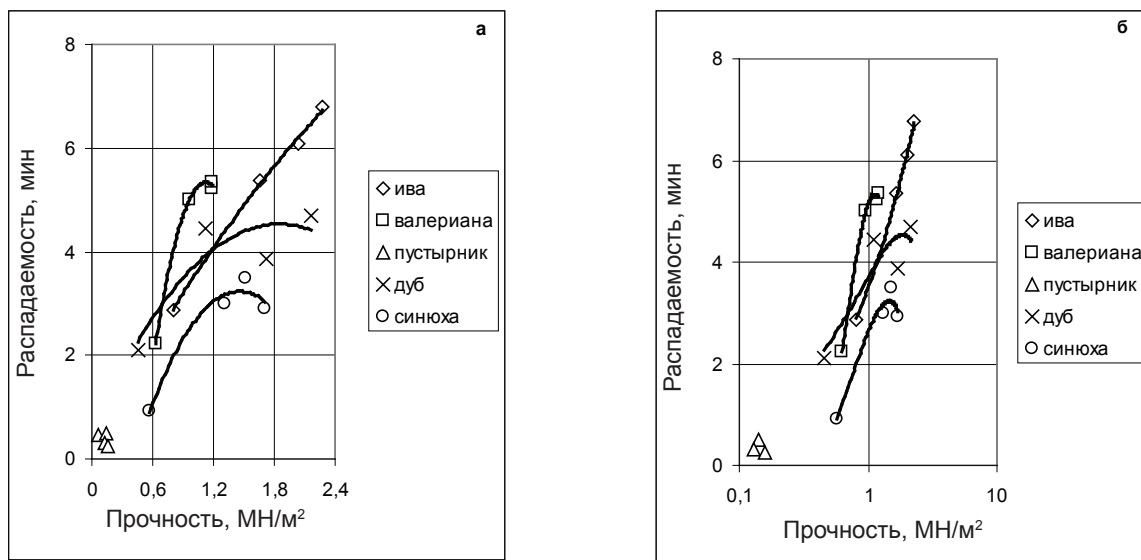 а
Распадаемость, мин
8
6
4
2
0
0 0,6 1,2 1,8 2,4
Прочность, МН/м²
ива
валериана
пустырник
дуб
синюха
б
Распадаемость, мин
8
6
4
2
0
0,1 1 10
Прочность, МН/м²
ива
валериана
пустырник
дуб
синюха